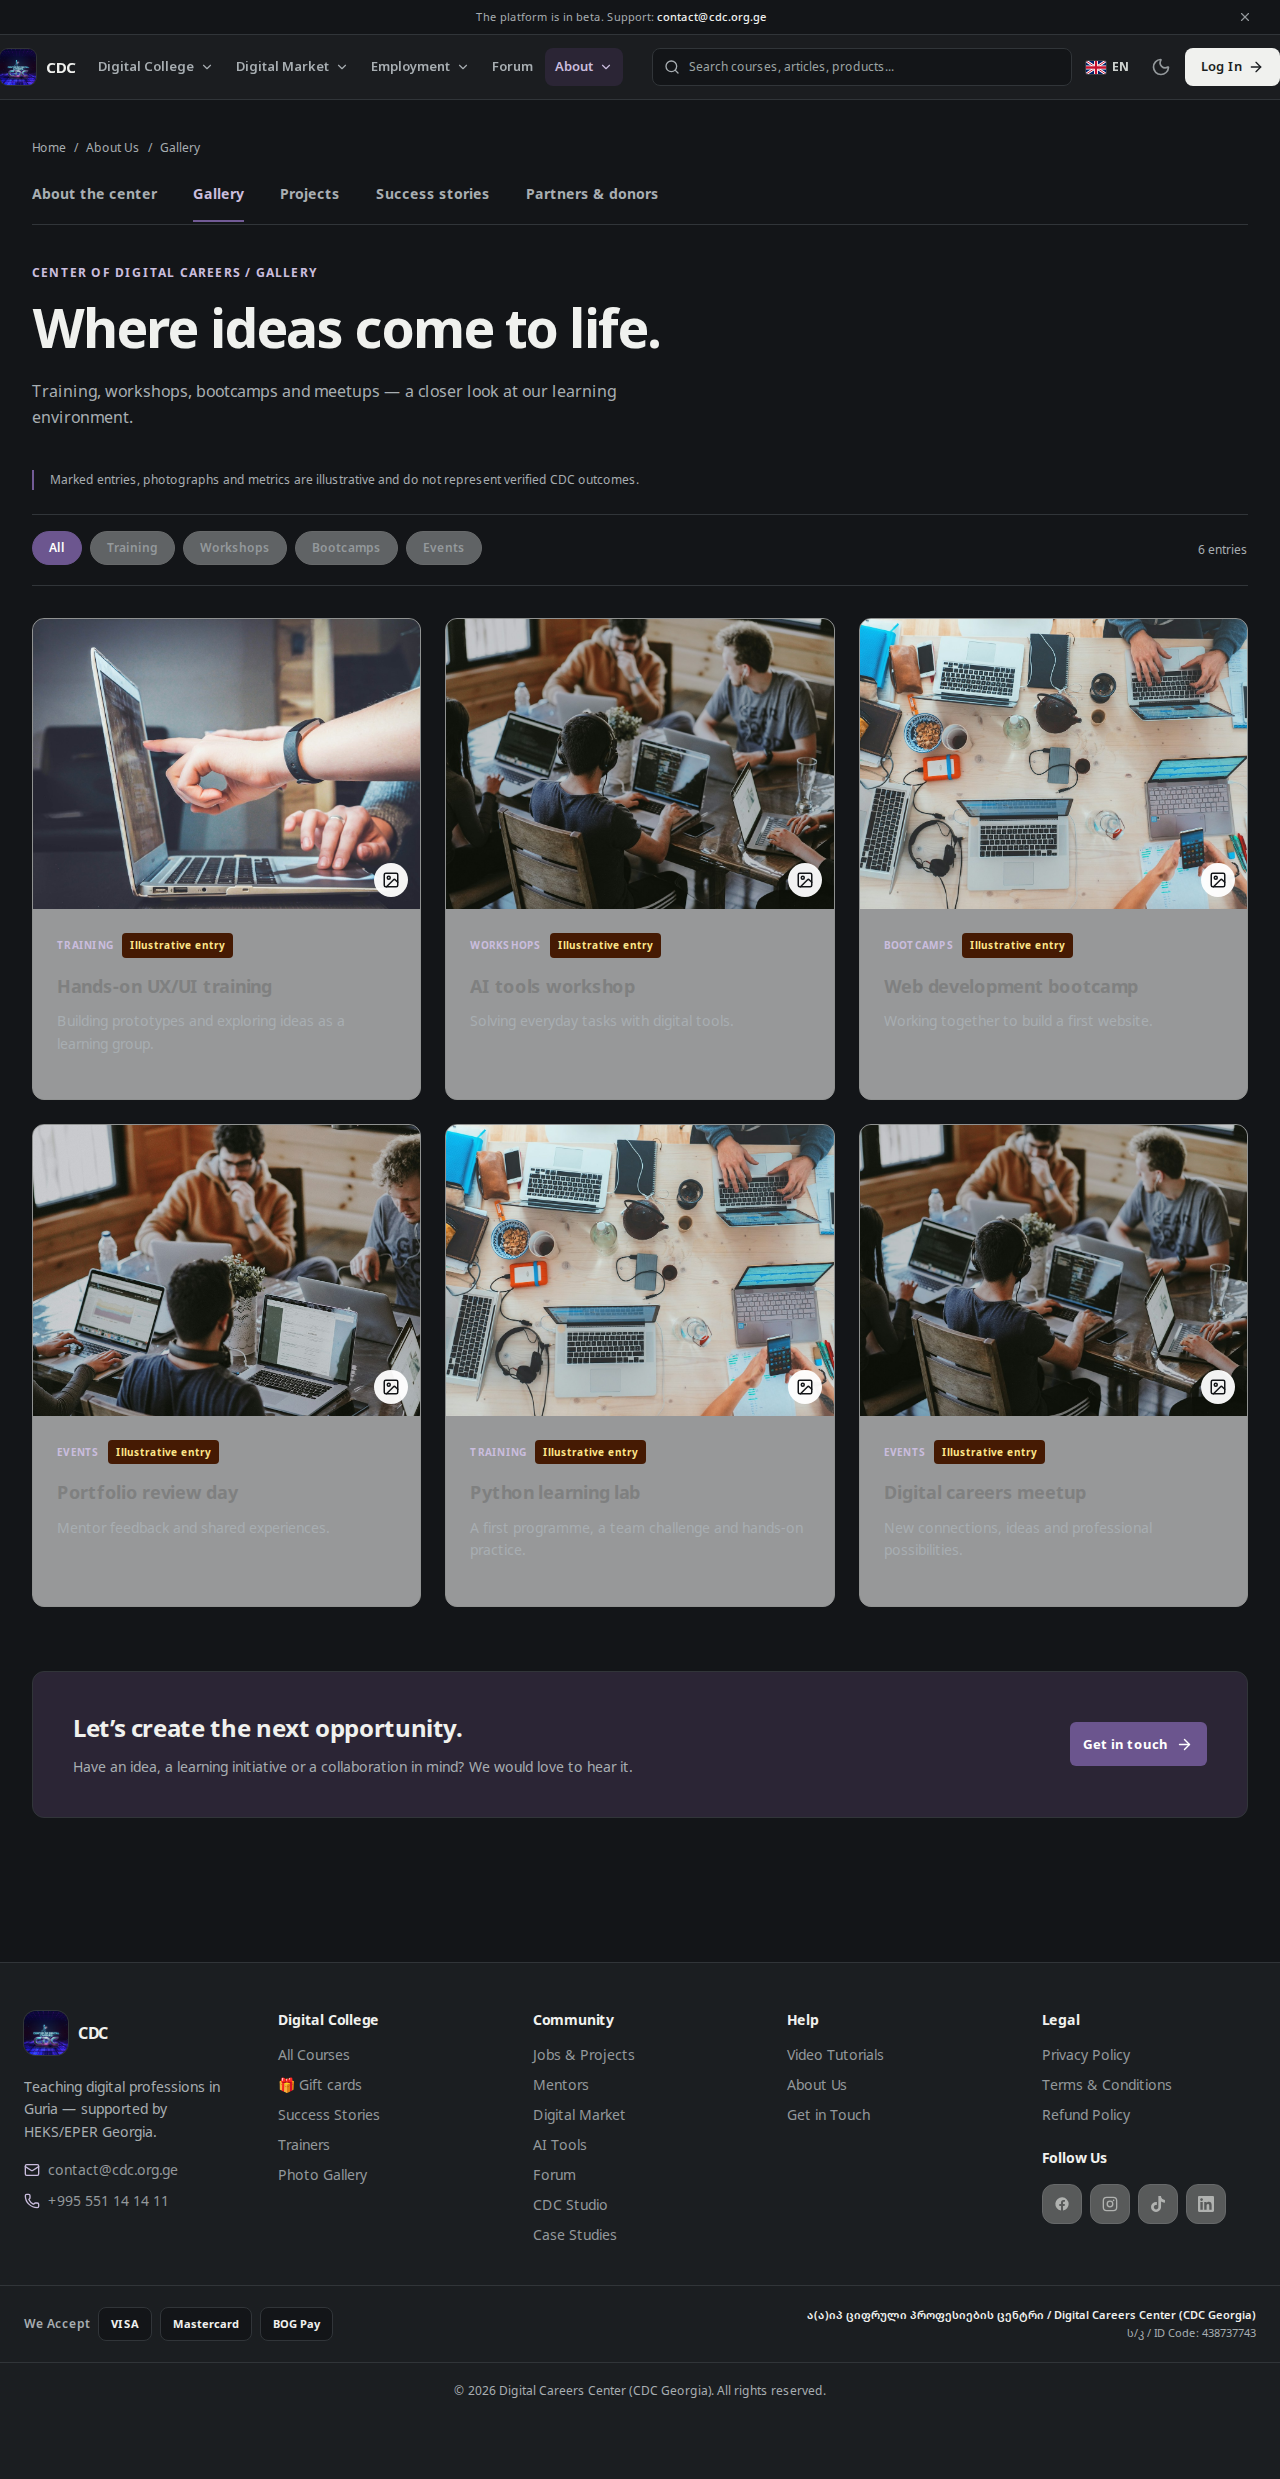 The platform is in beta. Support: contact@cdc.org.ge
CDC
Digital College
Digital Market
Employment
Forum
About
Search courses, articles, products...
EN
Log In
Home / About Us / Gallery
About the center
Gallery
Projects
Success stories
Partners & donors
CENTER OF DIGITAL CAREERS / GALLERY
Where ideas come to life.
Training, workshops, bootcamps and meetups — a closer look at our learning
environment.
Marked entries, photographs and metrics are illustrative and do not represent verified CDC outcomes.
All
Training
Workshops
Bootcamps
Events
6 entries
TRAINING
Illustrative entry
Hands-on UX/UI training
Building prototypes and exploring ideas as a
learning group.
WORKSHOPS
Illustrative entry
AI tools workshop
Solving everyday tasks with digital tools.
BOOTCAMPS
Illustrative entry
Web development bootcamp
Working together to build a first website.
EVENTS
Illustrative entry
Portfolio review day
Mentor feedback and shared experiences.
TRAINING
Illustrative entry
Python learning lab
A first programme, a team challenge and hands-on
practice.
EVENTS
Illustrative entry
Digital careers meetup
New connections, ideas and professional
possibilities.
Let’s create the next opportunity.
Have an idea, a learning initiative or a collaboration in mind? We would love to hear it.
Get in touch
CDC
Teaching digital professions in
Guria — supported by
HEKS/EPER Georgia.
contact@cdc.org.ge
+995 551 14 14 11
Digital College
All Courses
🎁 Gift cards
Success Stories
Trainers
Photo Gallery
Community
Jobs & Projects
Mentors
Digital Market
AI Tools
Forum
CDC Studio
Case Studies
Help
Video Tutorials
About Us
Get in Touch
Legal
Privacy Policy
Terms & Conditions
Refund Policy
Follow Us
We Accept
VISA
Mastercard
BOG Pay
ა(ა)იპ ციფრული პროფესიების ცენტრი / Digital Careers Center (CDC Georgia)
ს/კ / ID Code: 438737743
© 2026 Digital Careers Center (CDC Georgia). All rights reserved.